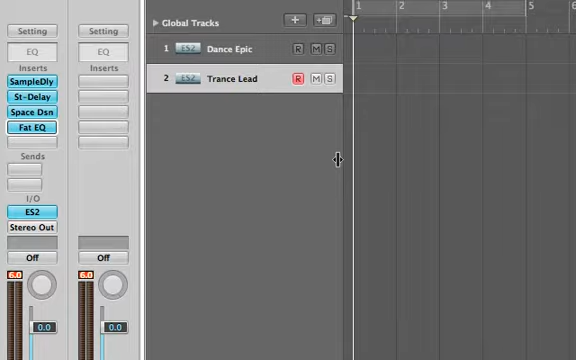 Setting
Setting
EQ
EQ
Inserts
Inserts
SampleDly
St-Delay
Space Dsn
Fat EQ
Sends
I/O
ES2
Stereo Out
Off
Off
6.0
6.0
0.0
0.0
Global Tracks
+
1 ES2 Dance Epic R M S
2 ES2 Trance Lead R M S
1 2 3 4 5 6